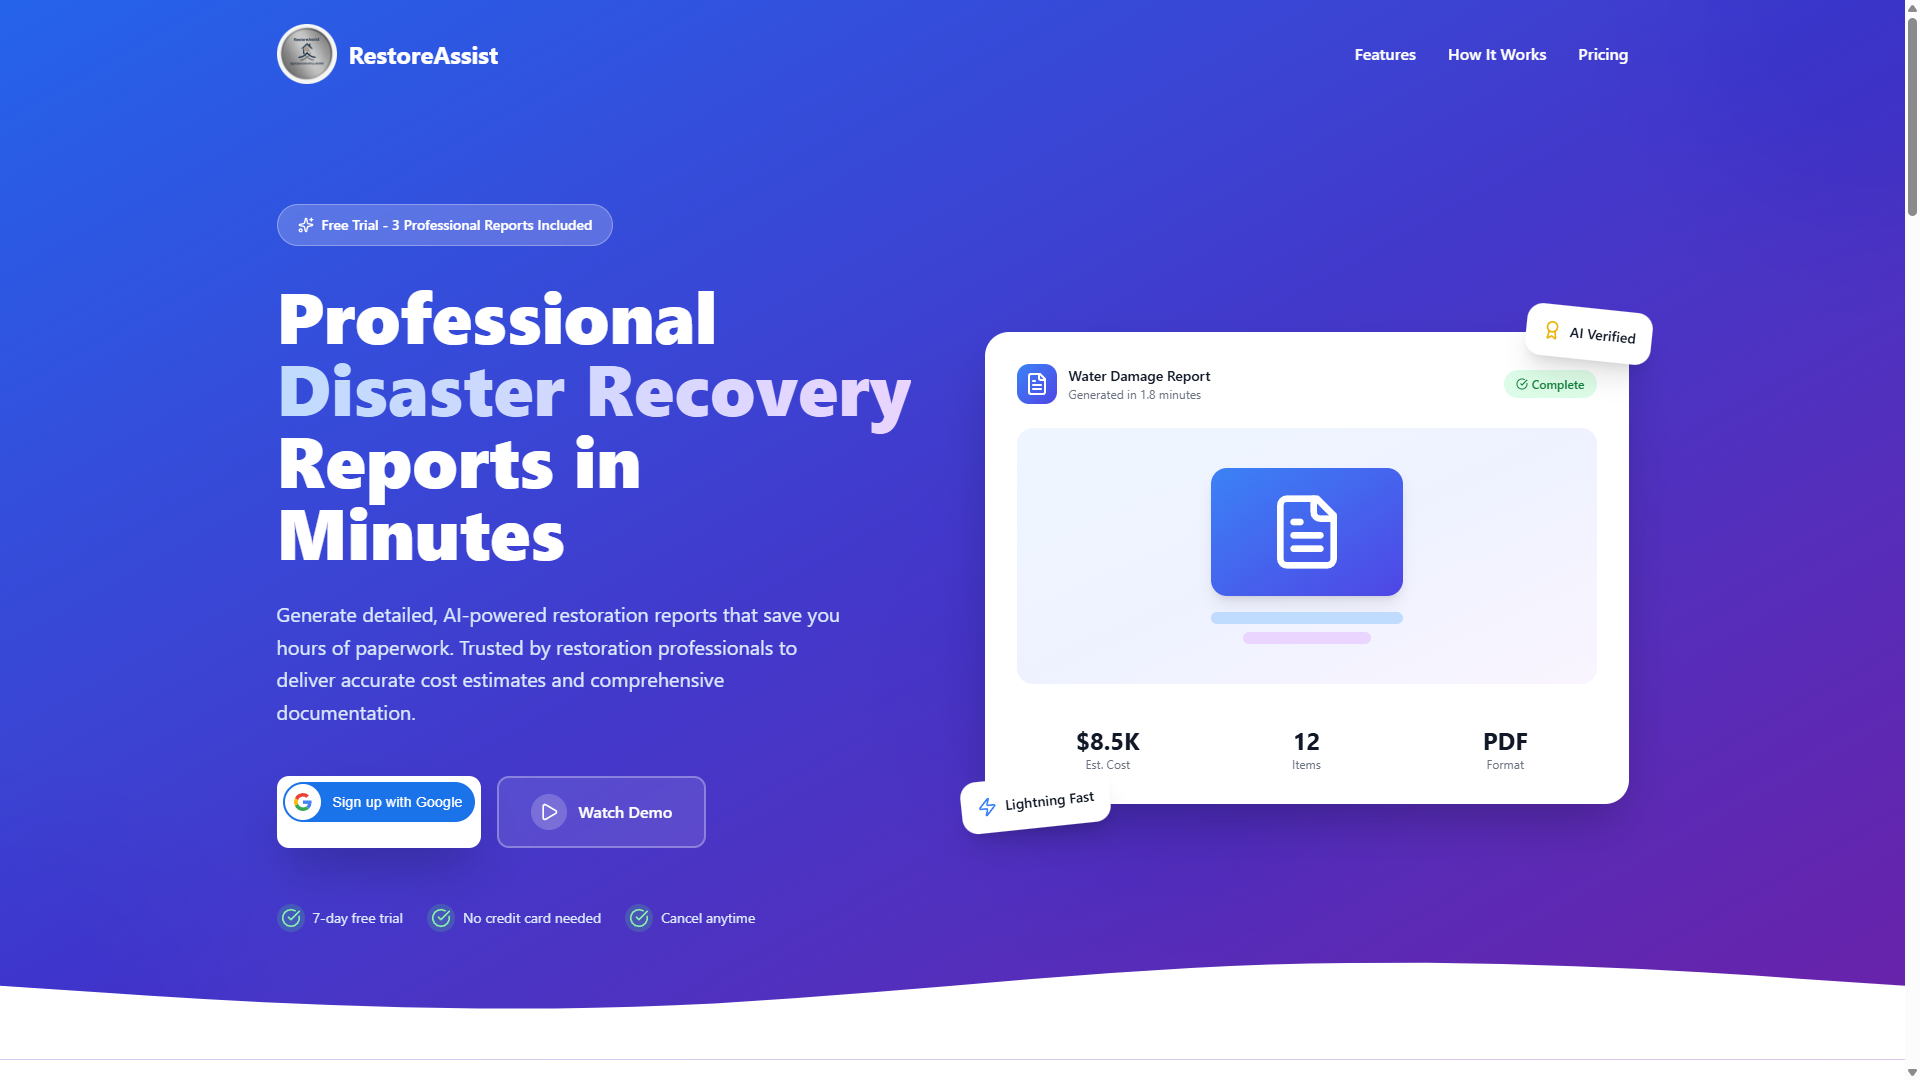 RestoreAssist
Features
How It Works
Pricing
Free Trial - 3 Professional Reports Included
Professional
Disaster Recovery
Reports in
Minutes
Generate detailed, AI-powered restoration reports that save you
hours of paperwork. Trusted by restoration professionals to
deliver accurate cost estimates and comprehensive
documentation.
Sign up with Google
Watch Demo
7-day free trial
No credit card needed
Cancel anytime
AI Verified
Water Damage Report
Generated in 1.8 minutes
Complete
$8.5K
Est. Cost
12
Items
PDF
Format
Lightning Fast